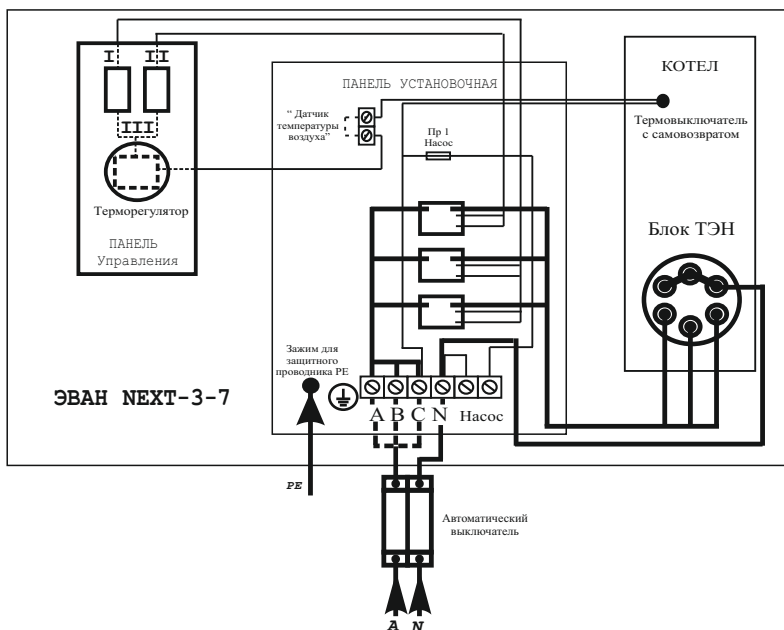 I II
III
Терморегулятор
ПАНЕЛЬ
Управления
ПАНЕЛЬ УСТАНОВОЧНАЯ
“ Датчик
температуры
воздуха”
Пр 1
Насос
КОТЕЛ
Термовыключатель
с самовозвратом
Блок ТЭН
Зажим для
защитного
проводника PE
ЭВАН NEXT-3-7
A B C N Насос
PE
Автоматический
выключатель
A N